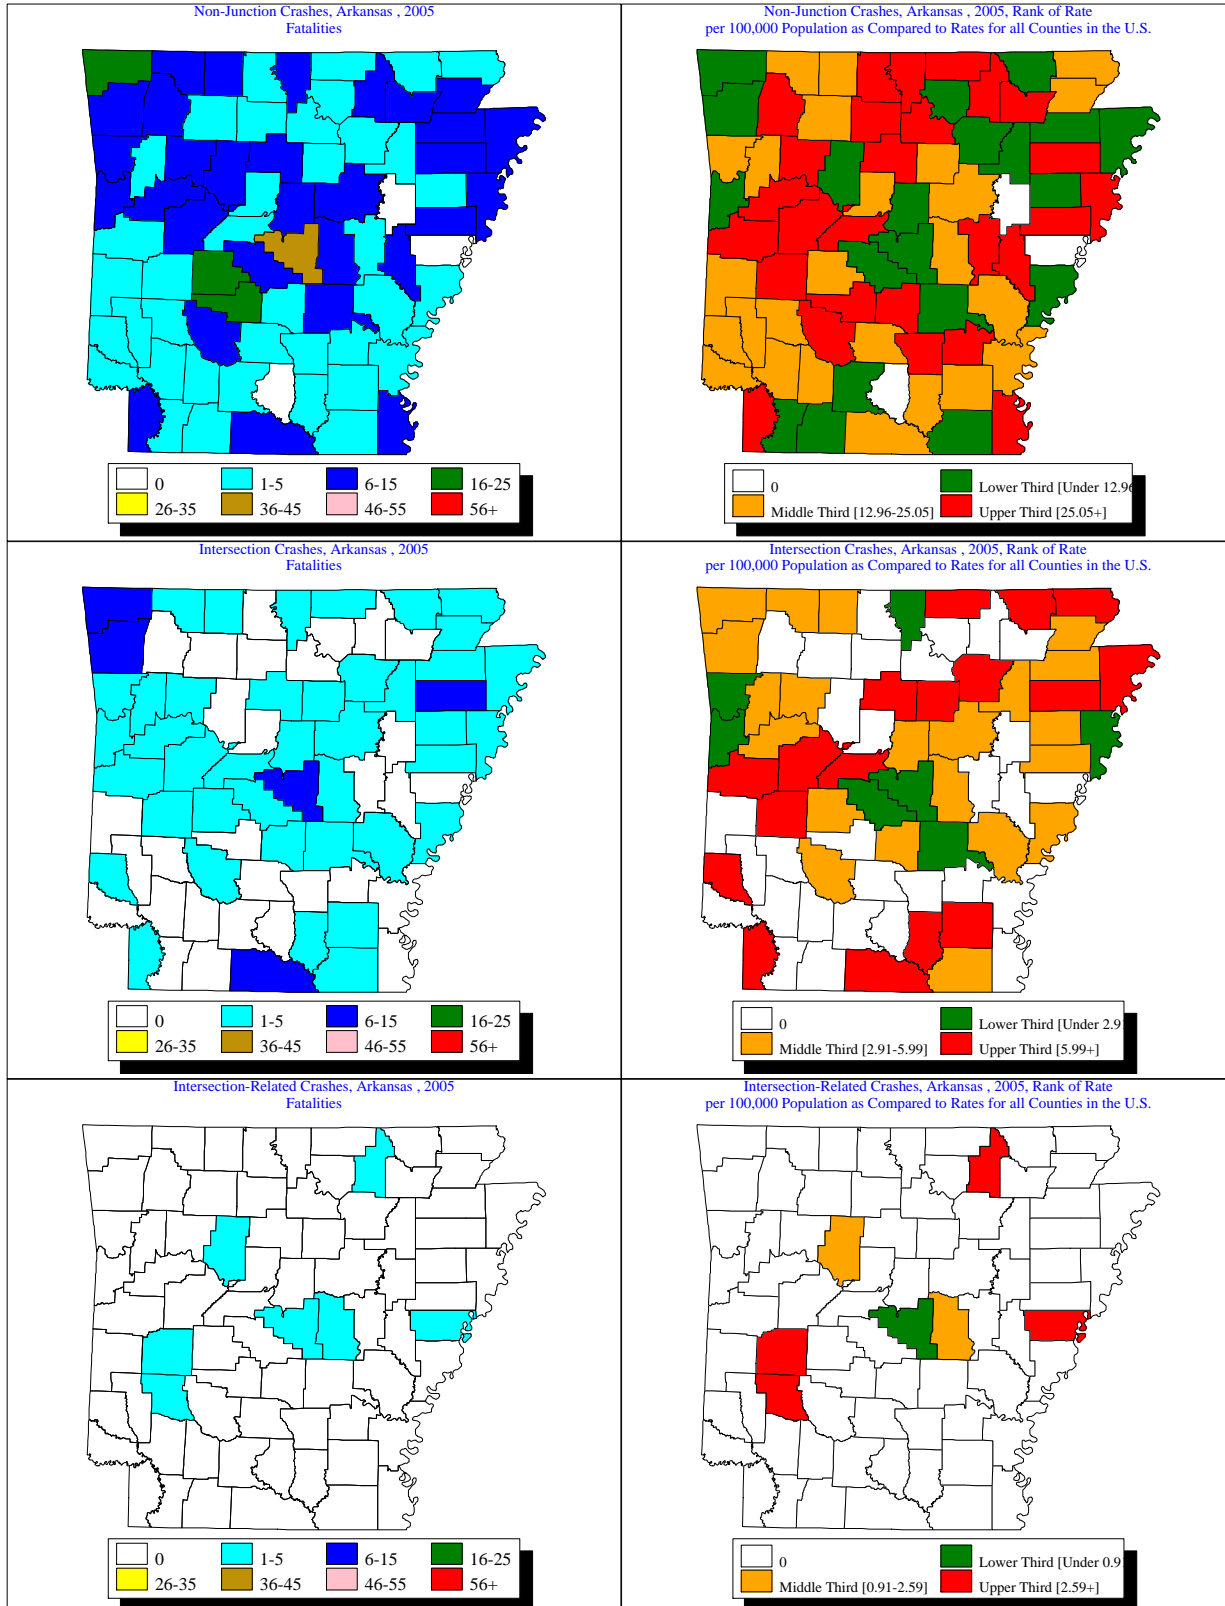 Non-Junction Crashes, Arkansas , 2005
Fatalities
0
1-5
6-15
16-25
26-35
36-45
46-55
56+
Non-Junction Crashes, Arkansas , 2005, Rank of Rate
per 100,000 Population as Compared to Rates for all Counties in the U.S.
0
Lower Third [Under 12.96
Middle Third [12.96-25.05]
Upper Third [25.05+]
Intersection Crashes, Arkansas , 2005
Fatalities
0
1-5
6-15
16-25
26-35
36-45
46-55
56+
Intersection Crashes, Arkansas , 2005, Rank of Rate
per 100,000 Population as Compared to Rates for all Counties in the U.S.
0
Lower Third [Under 2.91
Middle Third [2.91-5.99]
Upper Third [5.99+]
Intersection-Related Crashes, Arkansas , 2005
Fatalities
0
1-5
6-15
16-25
26-35
36-45
46-55
56+
Intersection-Related Crashes, Arkansas , 2005, Rank of Rate
per 100,000 Population as Compared to Rates for all Counties in the U.S.
0
Lower Third [Under 0.91
Middle Third [0.91-2.59]
Upper Third [2.59+]